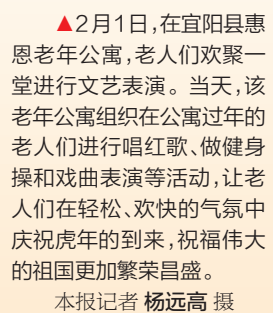 ▲2月1日,在宜阳县惠
恩老年公寓,老人们欢聚一
堂进行文艺表演。当天,该
老年公寓组织在公寓过年的
老人们进行唱红歌、做健身
操和戏曲表演等活动,让老
人们在轻松、欢快的气氛中
庆祝虎年的到来,祝福伟大
的祖国更加繁荣昌盛。
本报记者 杨远高 摄